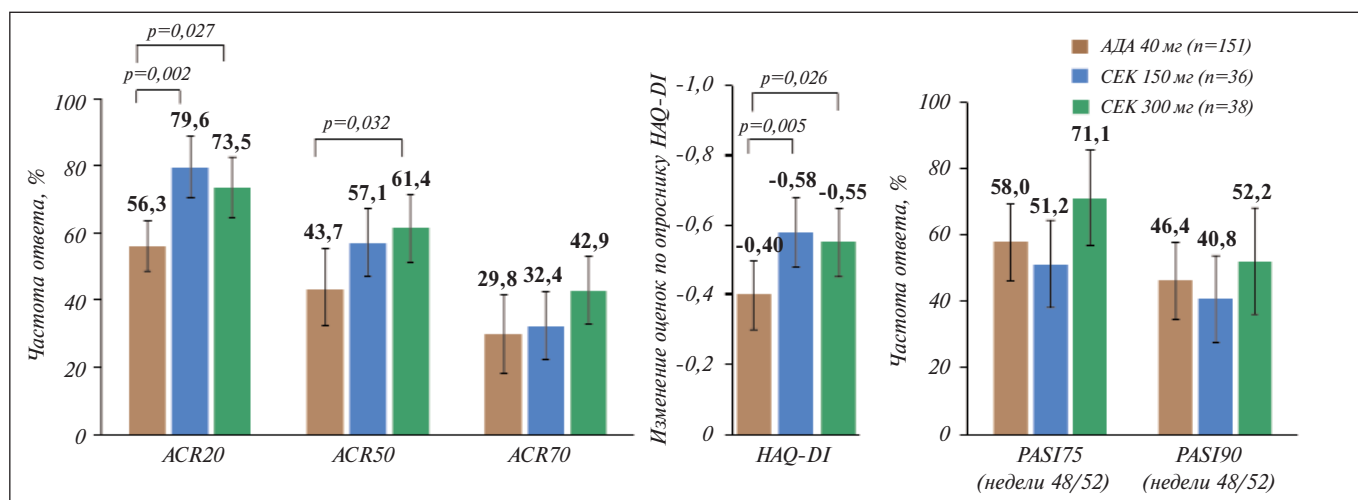 p=0,027
p=0,002
Частота ответа, %
100
80
60
40
20
0
79,6
73,5
56,3
ACR20
p=0,032
43,7
57,1
61,4
ACR50
29,8
32,4
42,9
ACR70
Изменение оценок по опроснику HAQ-DI
-1,0
-0,8
-0,6
-0,4
-0,2
0
p=0,026
p=0,005
-0,40
-0,58
-0,55
HAQ-DI
АДА 40 мг (n=151)
СЕК 150 мг (n=36)
СЕК 300 мг (n=38)
Частота ответа, %
100
80
60
40
20
0
58,0
51,2
71,1
PASI75
(недели 48/52)
46,4
40,8
52,2
PASI90
(недели 48/52)